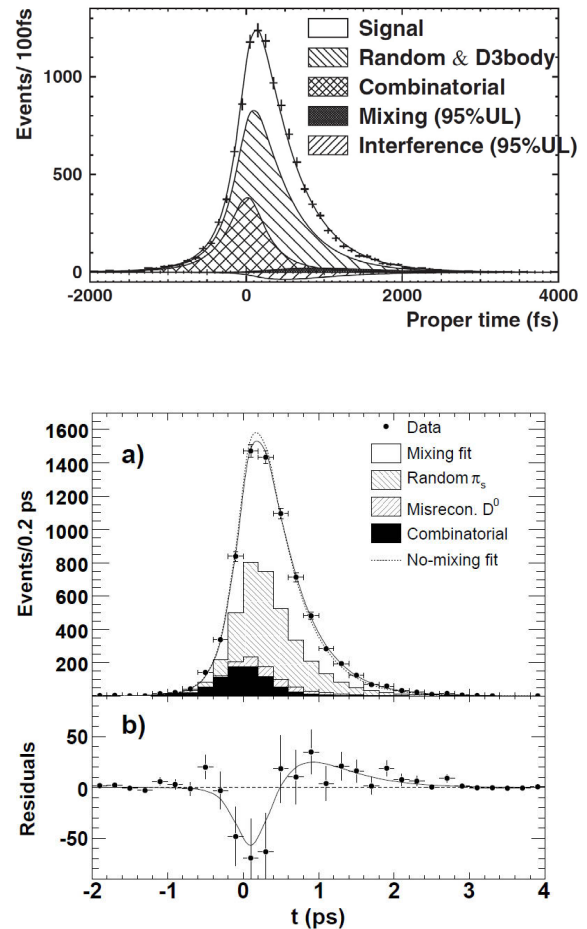 Events/ 100fs
1000
500
0
Signal
Random & D3body
Combinatorial
Mixing (95%UL)
Interference (95%UL)
-2000 0 2000 4000
Proper time (fs)
a)
Events/0.2 ps
1600
1400
1200
1000
800
600
400
200
Data
Mixing fit
Random πs
Misrecon. D0
Combinatorial
No-mixing fit
b)
Residuals
50
0
-50
-2 -1 0 1 2 3 4
t (ps)